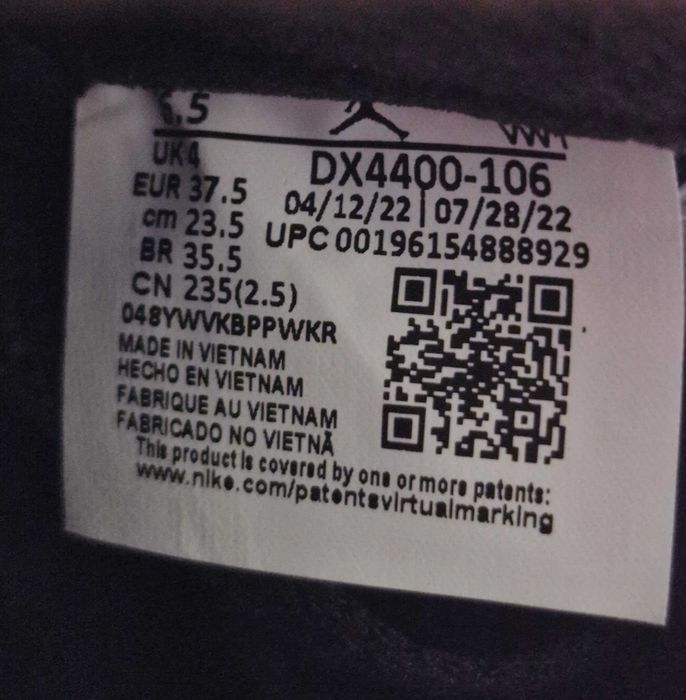 .5
VW1
UK4
DX4400-106
EUR 37.5
04/12/22 | 07/28/22
cm 23.5
UPC 00196154888929
BR 35.5
CN 235(2.5)
048YWVKBPPWKR
MADE IN VIETNAM
HECHO EN VIETNAM
FABRIQUE AU VIETNAM
FABRICADO NO VIETNÃ
This product is covered by one or more patents:
www.nike.com/patentsvirtualmarking